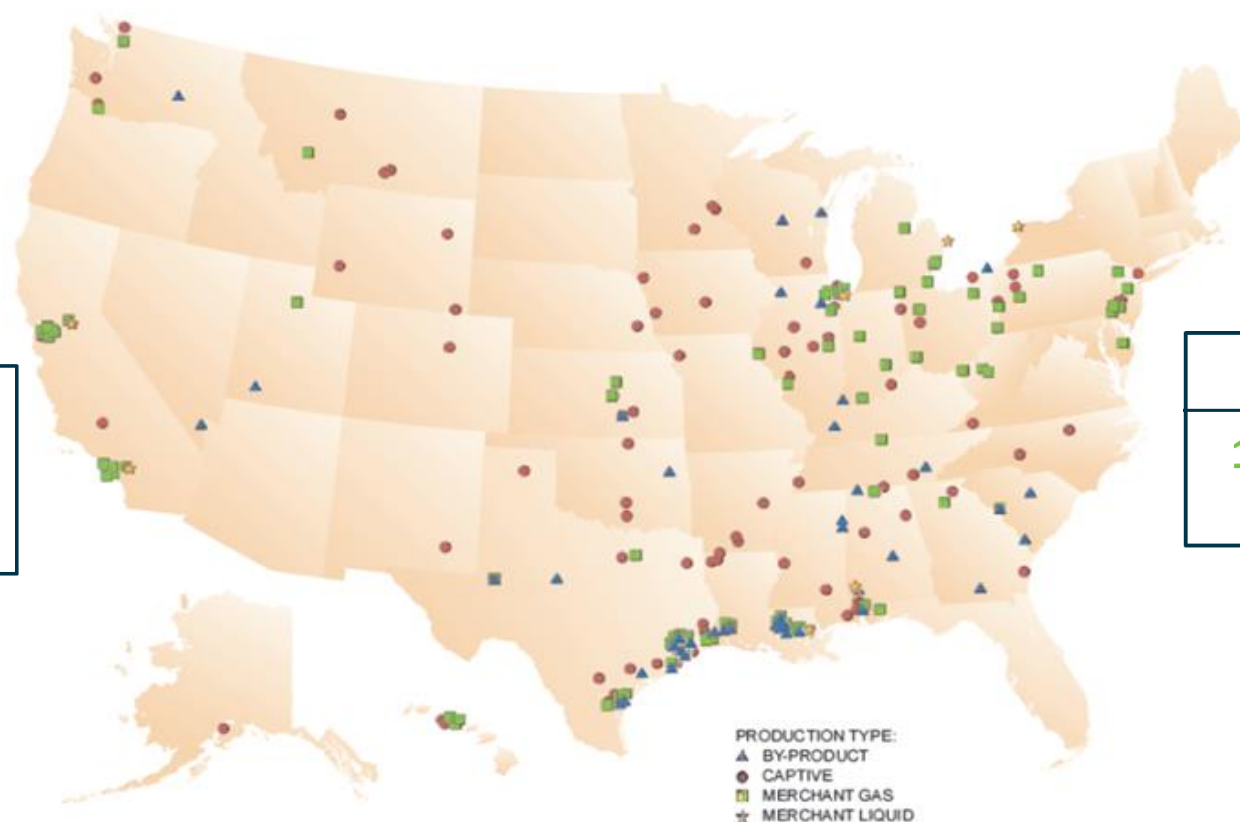 PRODUCTION TYPE:
BY-PRODUCT
CAPTIVE
MERCHANT GAS
MERCHANT LIQUID